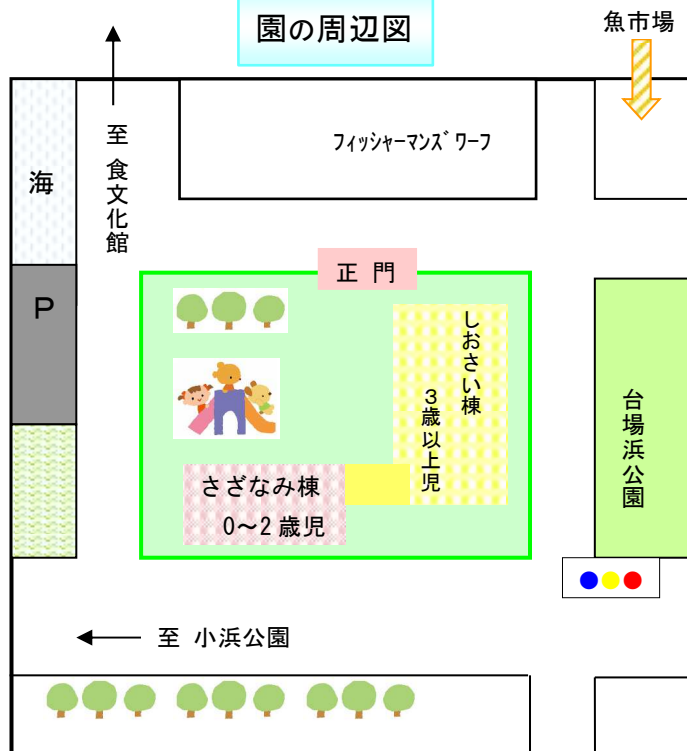 園の周辺図
魚市場
フィッシャーマンズワーフ
至 食文化館
海
正 門
P
しおさい棟
3歳以上児
台場浜公園
さざなみ棟
0～2歳児
至 小浜公園